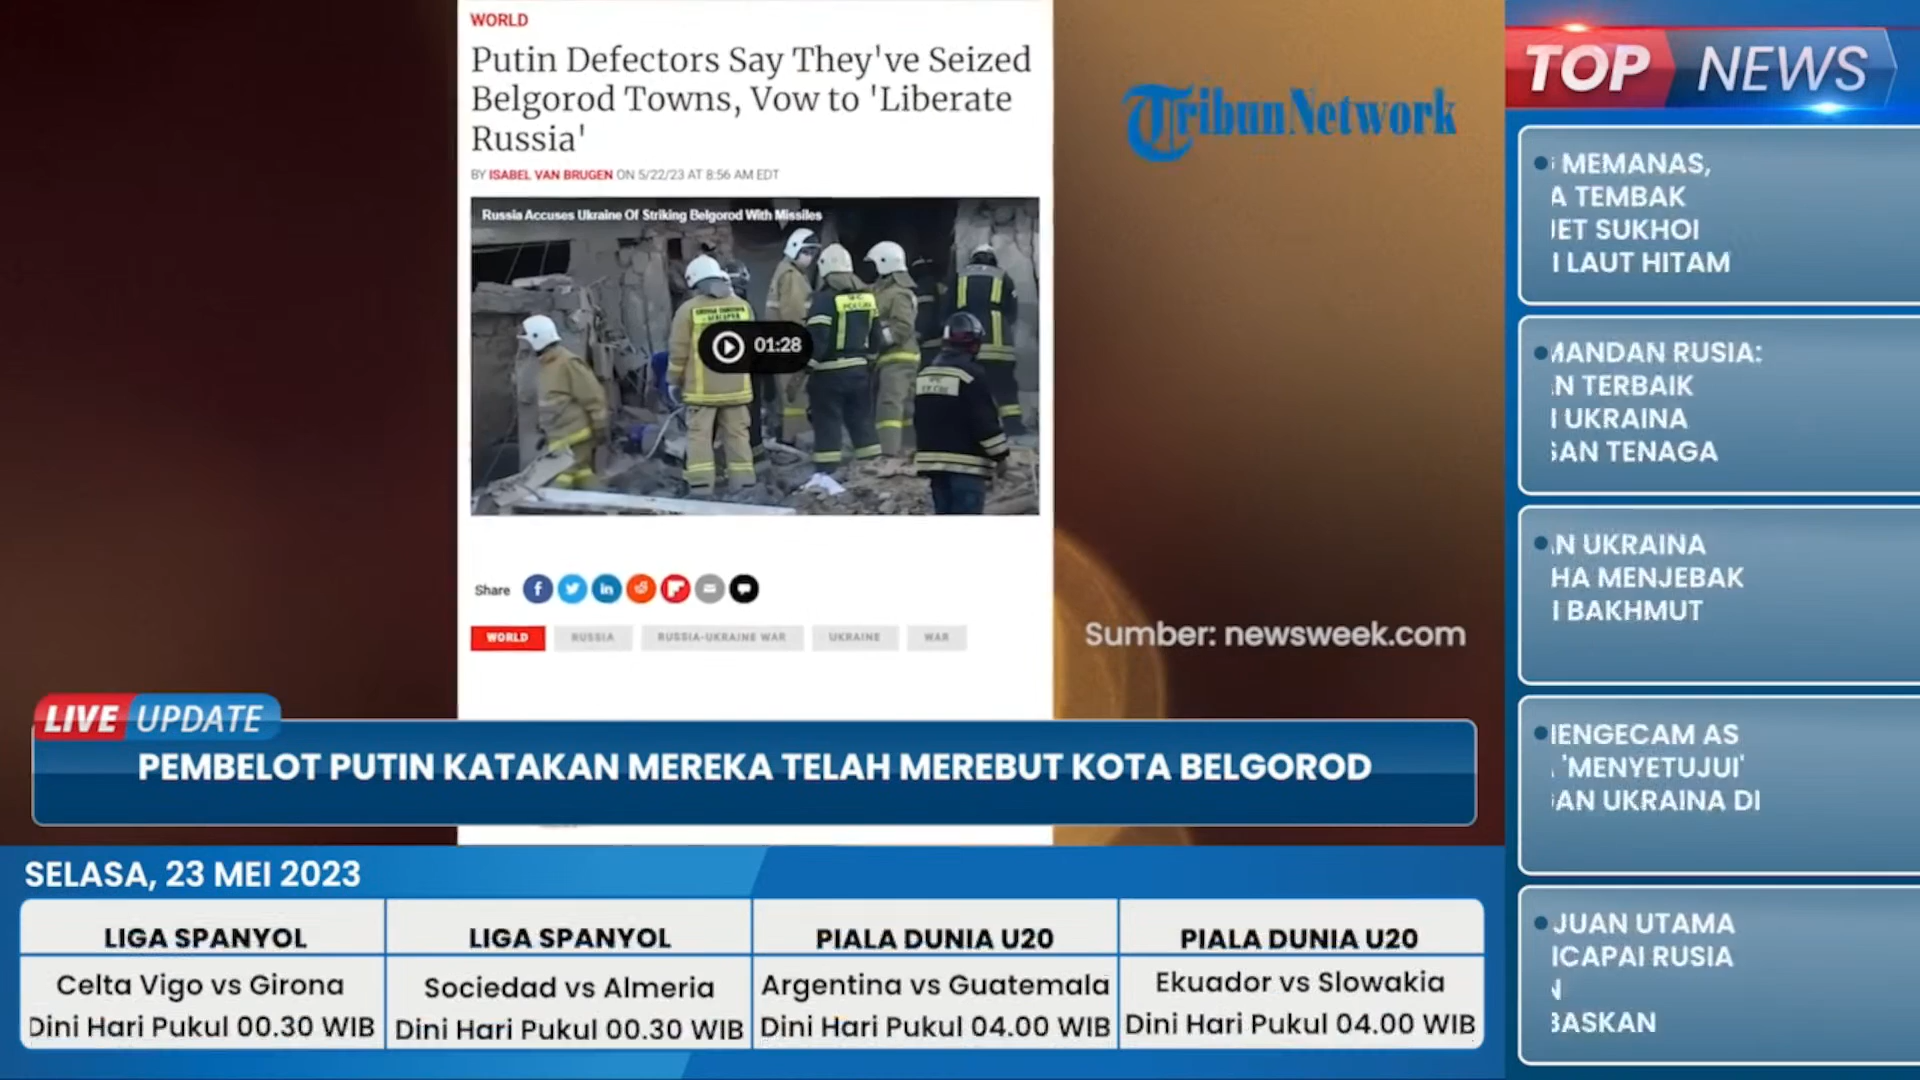 WORLD
Putin Defectors Say They've Seized
Belgorod Towns, Vow to 'Liberate
Russia'
BY ISABEL VAN BRUGEN ON 5/22/23 AT 8:56 AM EDT
Russia Accuses Ukraine Of Striking Belgorod With Missiles
01:28
Share
WORLD RUSSIA RUSSIA-UKRAINE WAR UKRAINE WAR
TribunNetwork
Sumber: newsweek.com
LIVE UPDATE
PEMBELOT PUTIN KATAKAN MEREKA TELAH MEREBUT KOTA BELGOROD
SELASA, 23 MEI 2023
LIGA SPANYOL
Celta Vigo vs Girona
Dini Hari Pukul 00.30 WIB
LIGA SPANYOL
Sociedad vs Almeria
Dini Hari Pukul 00.30 WIB
PIALA DUNIA U20
Argentina vs Guatemala
Dini Hari Pukul 04.00 WIB
PIALA DUNIA U20
Ekuador vs Slowakia
Dini Hari Pukul 04.00 WIB
TOP NEWS
MEMANAS,
A TEMBAK
JET SUKHOI
I LAUT HITAM
MANDAN RUSIA:
AN TERBAIK
I UKRAINA
SAN TENAGA
AN UKRAINA
HA MENJEBAK
I BAKHMUT
MENGECAM AS
'MENYETUJUI'
GAN UKRAINA DI
JUAN UTAMA
ICAPAI RUSIA
N
BASKAN